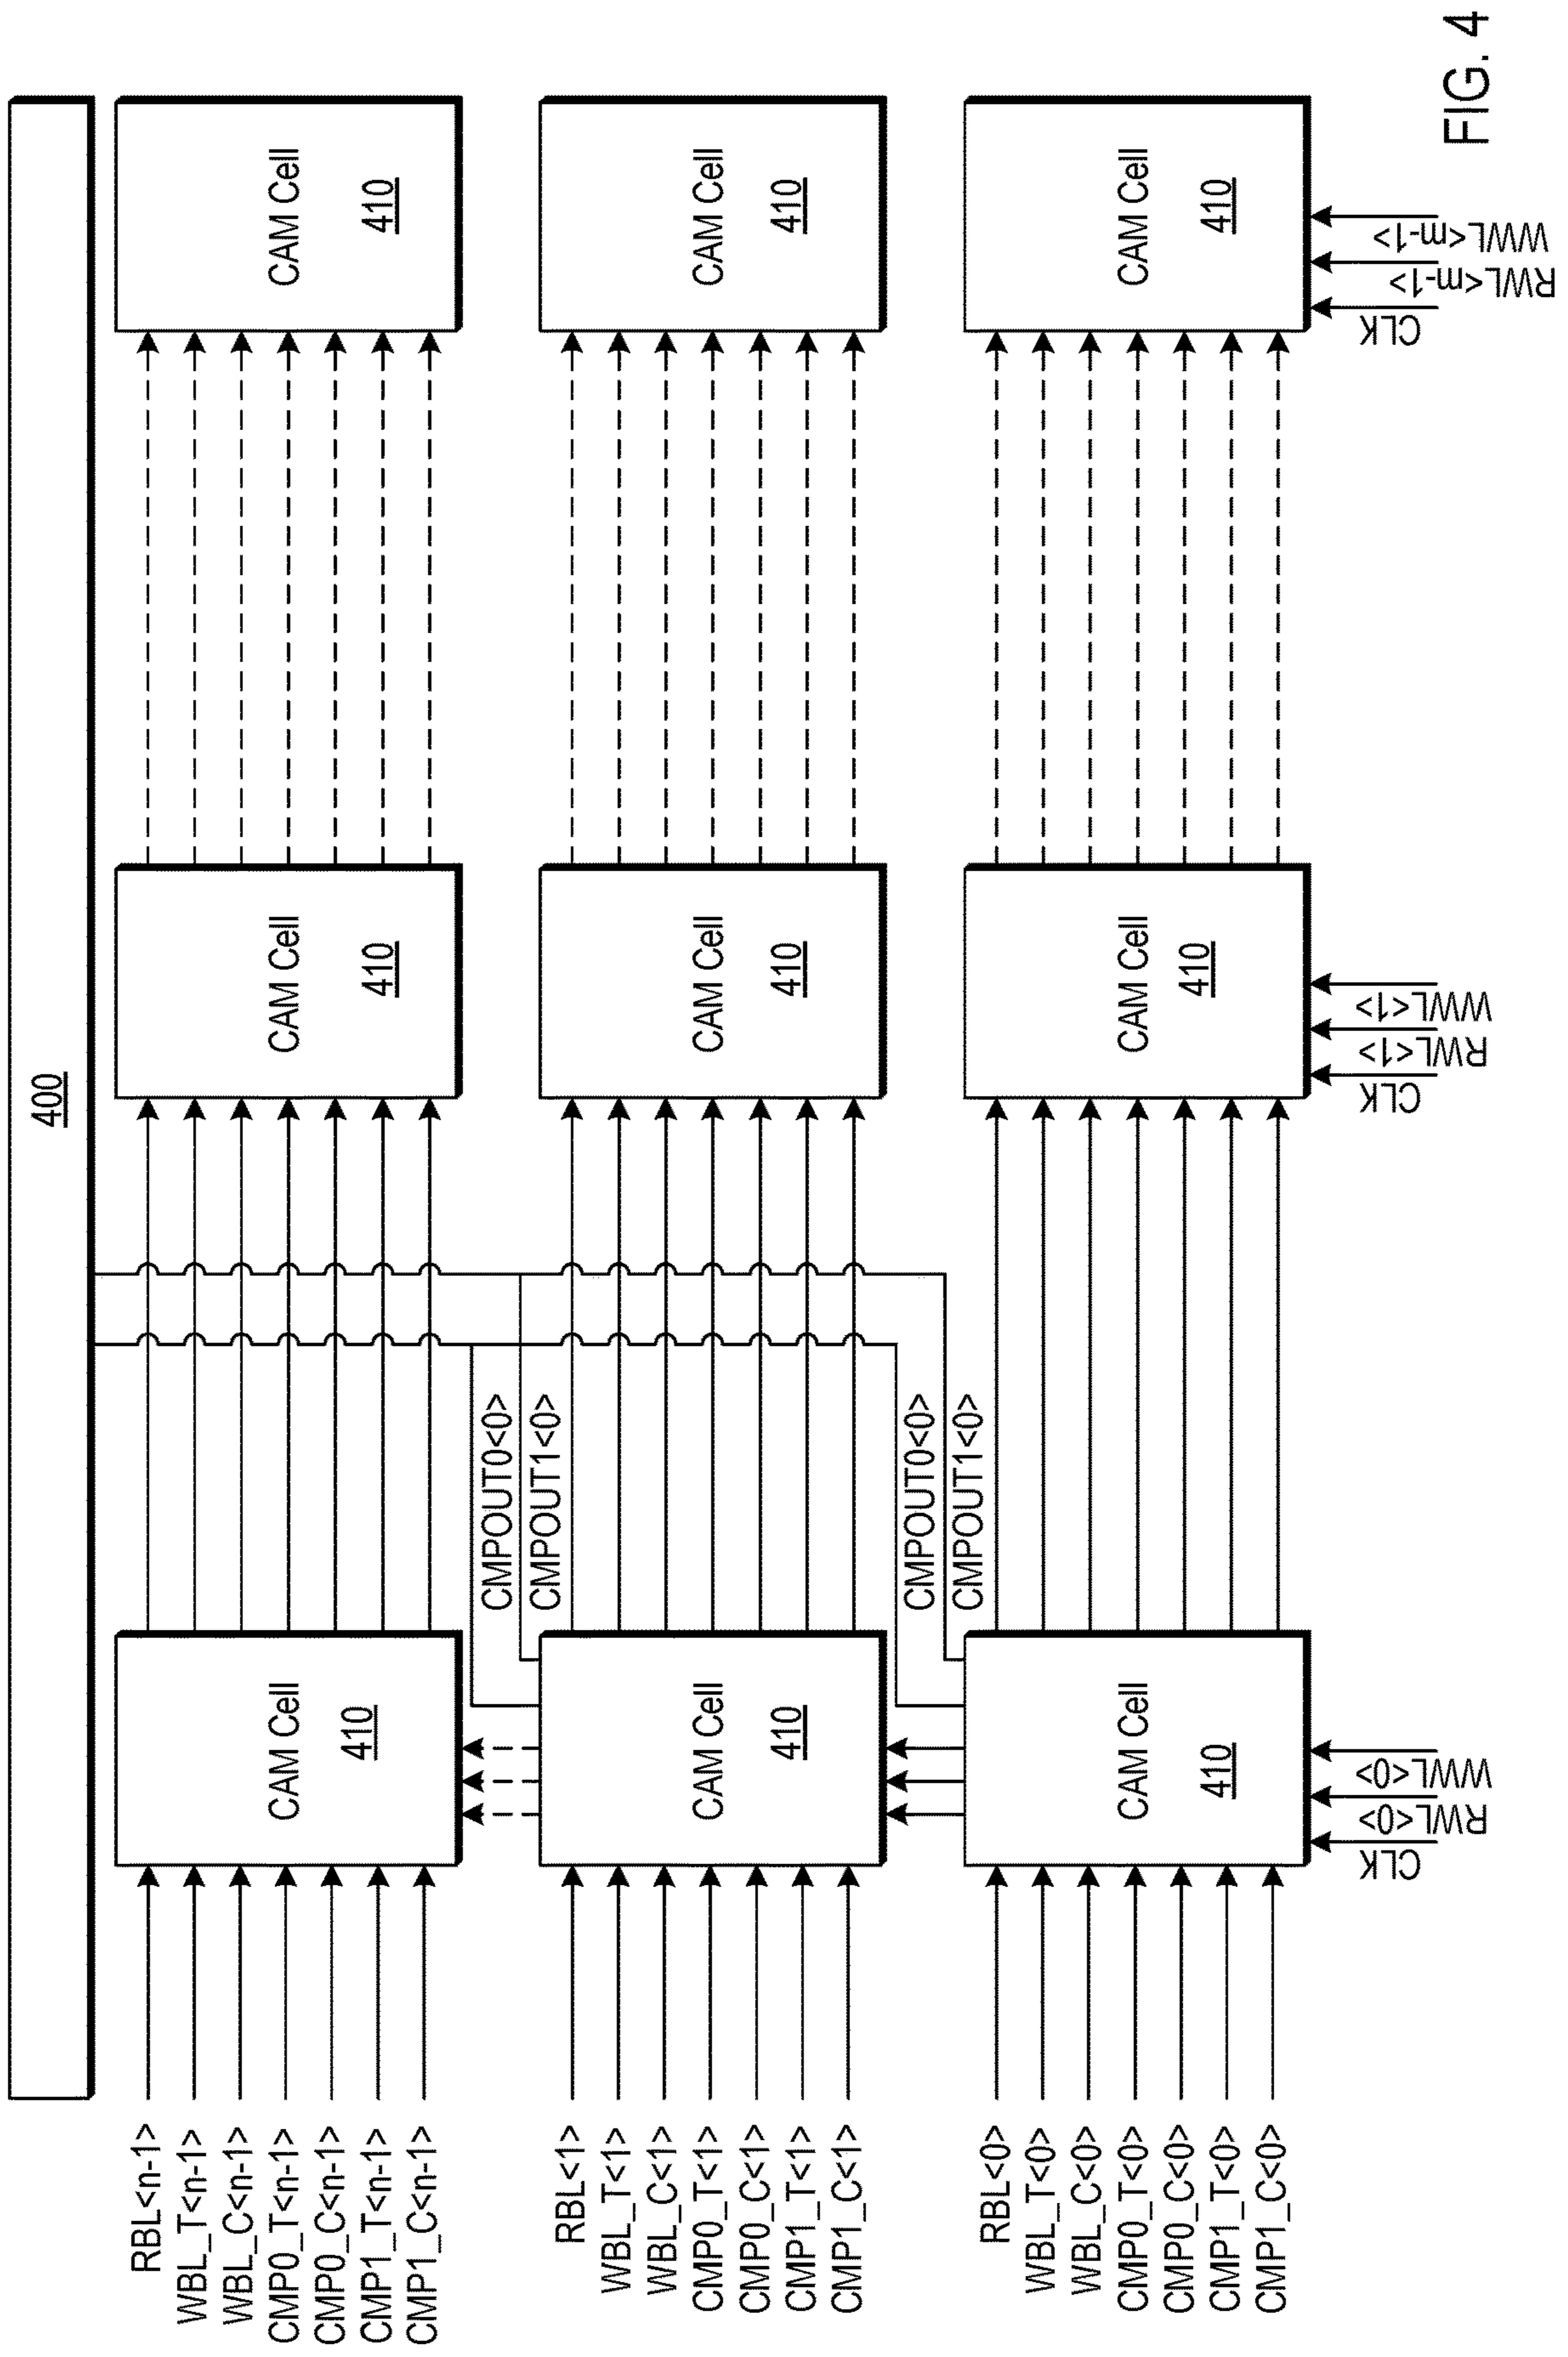 400
CAM Cell
410
CAM Cell
410
CAM Cell
410
RBL<n-1>
WBL_T<n-1>
WBL_C<n-1>
CMP0_T<n-1>
CMP0_C<n-1>
CMP1_T<n-1>
CMP1_C<n-1>
CMPOUT0<0>
CMPOUT1<0>
CAM Cell
410
CAM Cell
410
CAM Cell
410
RBL<1>
WBL_T<1>
WBL_C<1>
CMP0_T<1>
CMP0_C<1>
CMP1_T<1>
CMP1_C<1>
CMPOUT0<0>
CMPOUT1<0>
CAM Cell
410
CAM Cell
410
CAM Cell
410
RBL<0>
WBL_T<0>
WBL_C<0>
CMP0_T<0>
CMP0_C<0>
CMP1_T<0>
CMP1_C<0>
CLK
RWL<0>
WWL<0>
CLK
RWL<1>
WWL<1>
CLK
RWL<m-1>
WWL<m-1>
FIG. 4